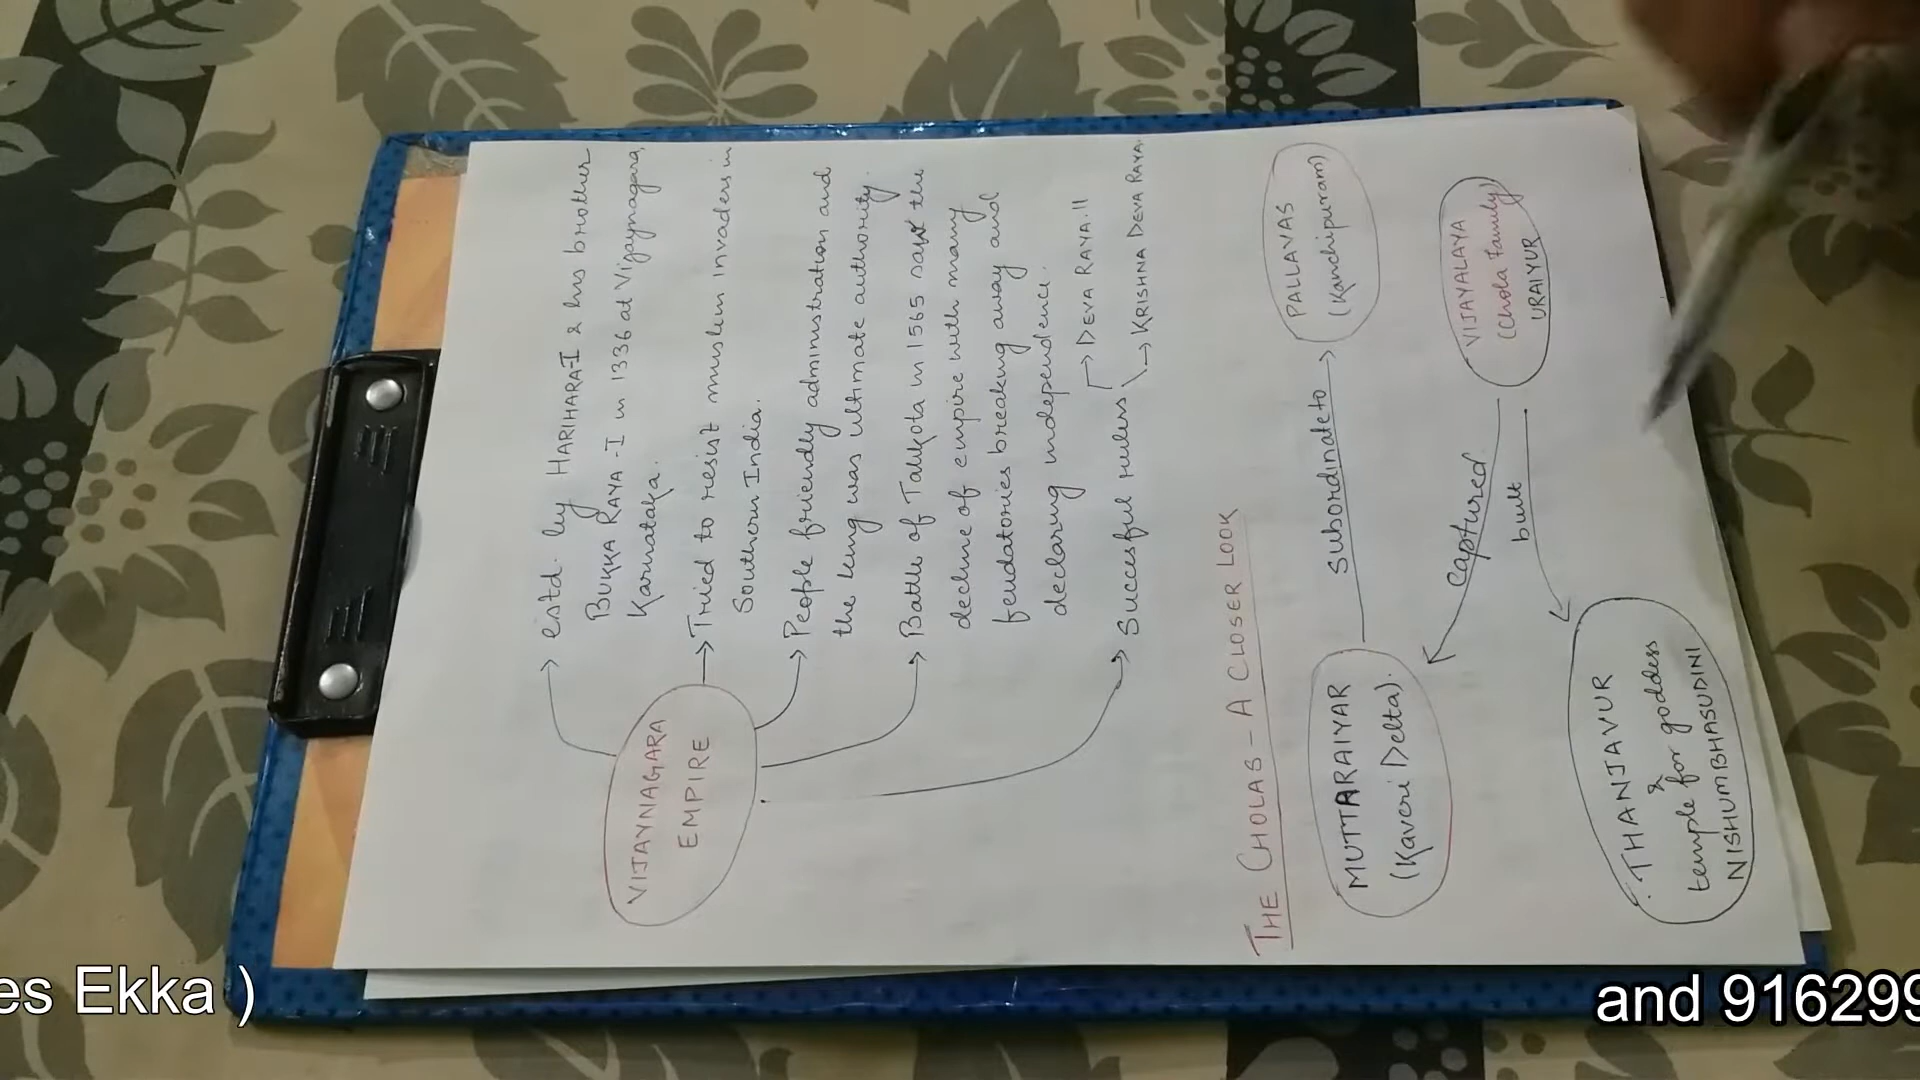 VIJAYNAGARA
EMPIRE
→ estd. by HARIHARA-I & his brother
BUKKA RAYA-I in 1336 at Vijaynagara,
Karnataka.
→ Tried to resist muslim invaders in
Southern India.
→ People friendly administration and
the king was ultimate authority.
→ Battle of Talikota in 1565 saw the
decline of empire with many
feudatories breaking away and
declaring independence.
→ Succesful rulers
→ DEVA RAYA.II
→ KRISHNA DEVA RAYA.
THE CHOLAS - A CLOSER LOOK
MUTTARAIYAR
(Kaveri Delta).
subordinate to
PALLAVAS
(Kanchipuram)
VIJAYALAYA
(Chola family)
URAIYUR
captured
built
THANJAVUR
&
temple for goddess
NISHUMBHASUDINI
es Ekka )
and 916299